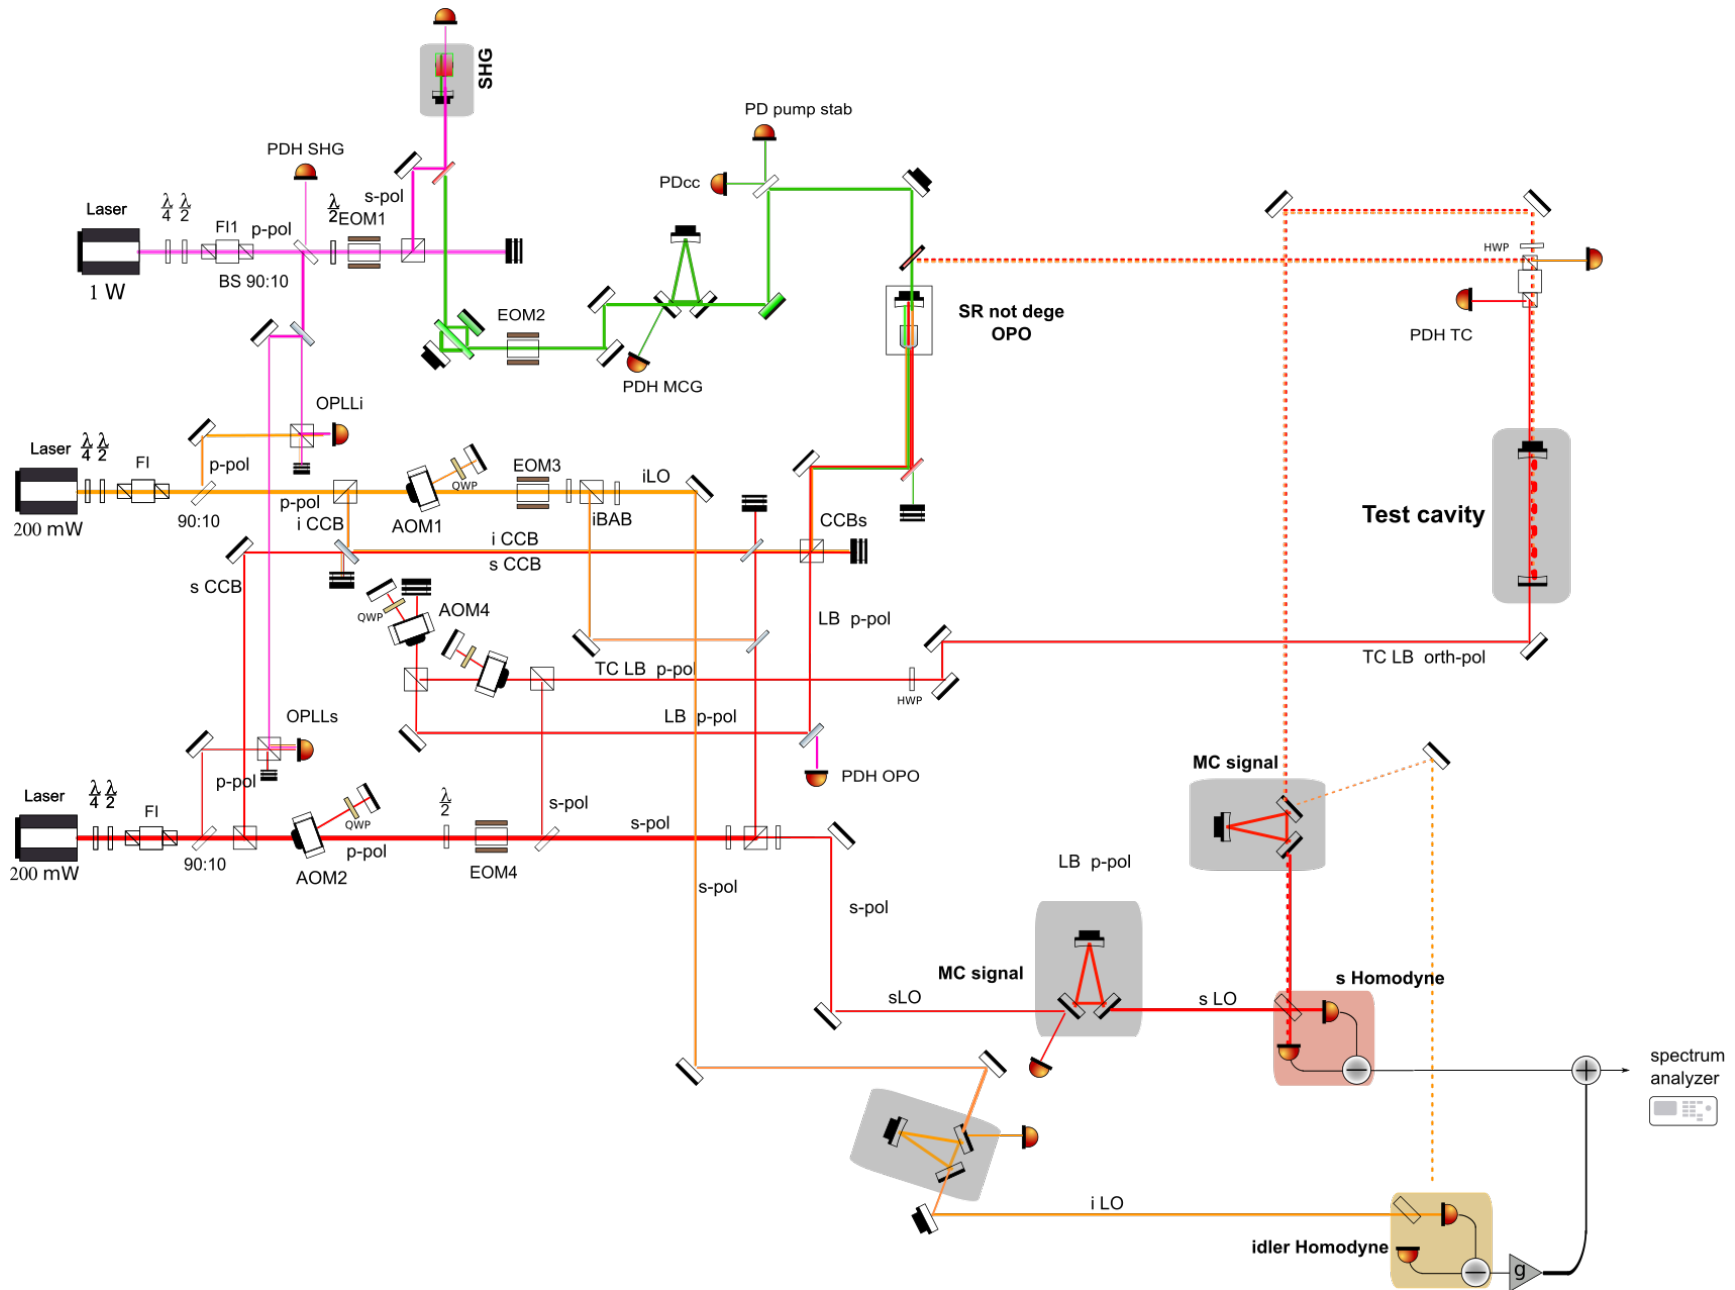 SHG
PD pump stab
PDH SHG
PDcc
Laser
λ/4 λ/2
FI1
p-pol
λ/2
EOM1
s-pol
BS 90:10
1 W
HWP
SR not dege
OPO
EOM2
PDH TC
PDH MCG
OPLLi
Laser
λ/4 λ/2
FI
p-pol
EOM3
iLO
QWP
p-pol
200 mW
90:10
i CCB
AOM1
iBAB
CCBs
Test cavity
i CCB
s CCB
s CCB
QWP
AOM4
LB p-pol
TC LB p-pol
TC LB orth-pol
HWP
OPLLs
LB p-pol
p-pol
PDH OPO
MC signal
Laser
λ/4 λ/2
FI
QWP
λ/2
s-pol
s-pol
p-pol
200 mW
90:10
AOM2
EOM4
LB p-pol
s-pol
s-pol
MC signal
s Homodyne
sLO
s LO
spectrum
analyzer
i LO
idler Homodyne
g